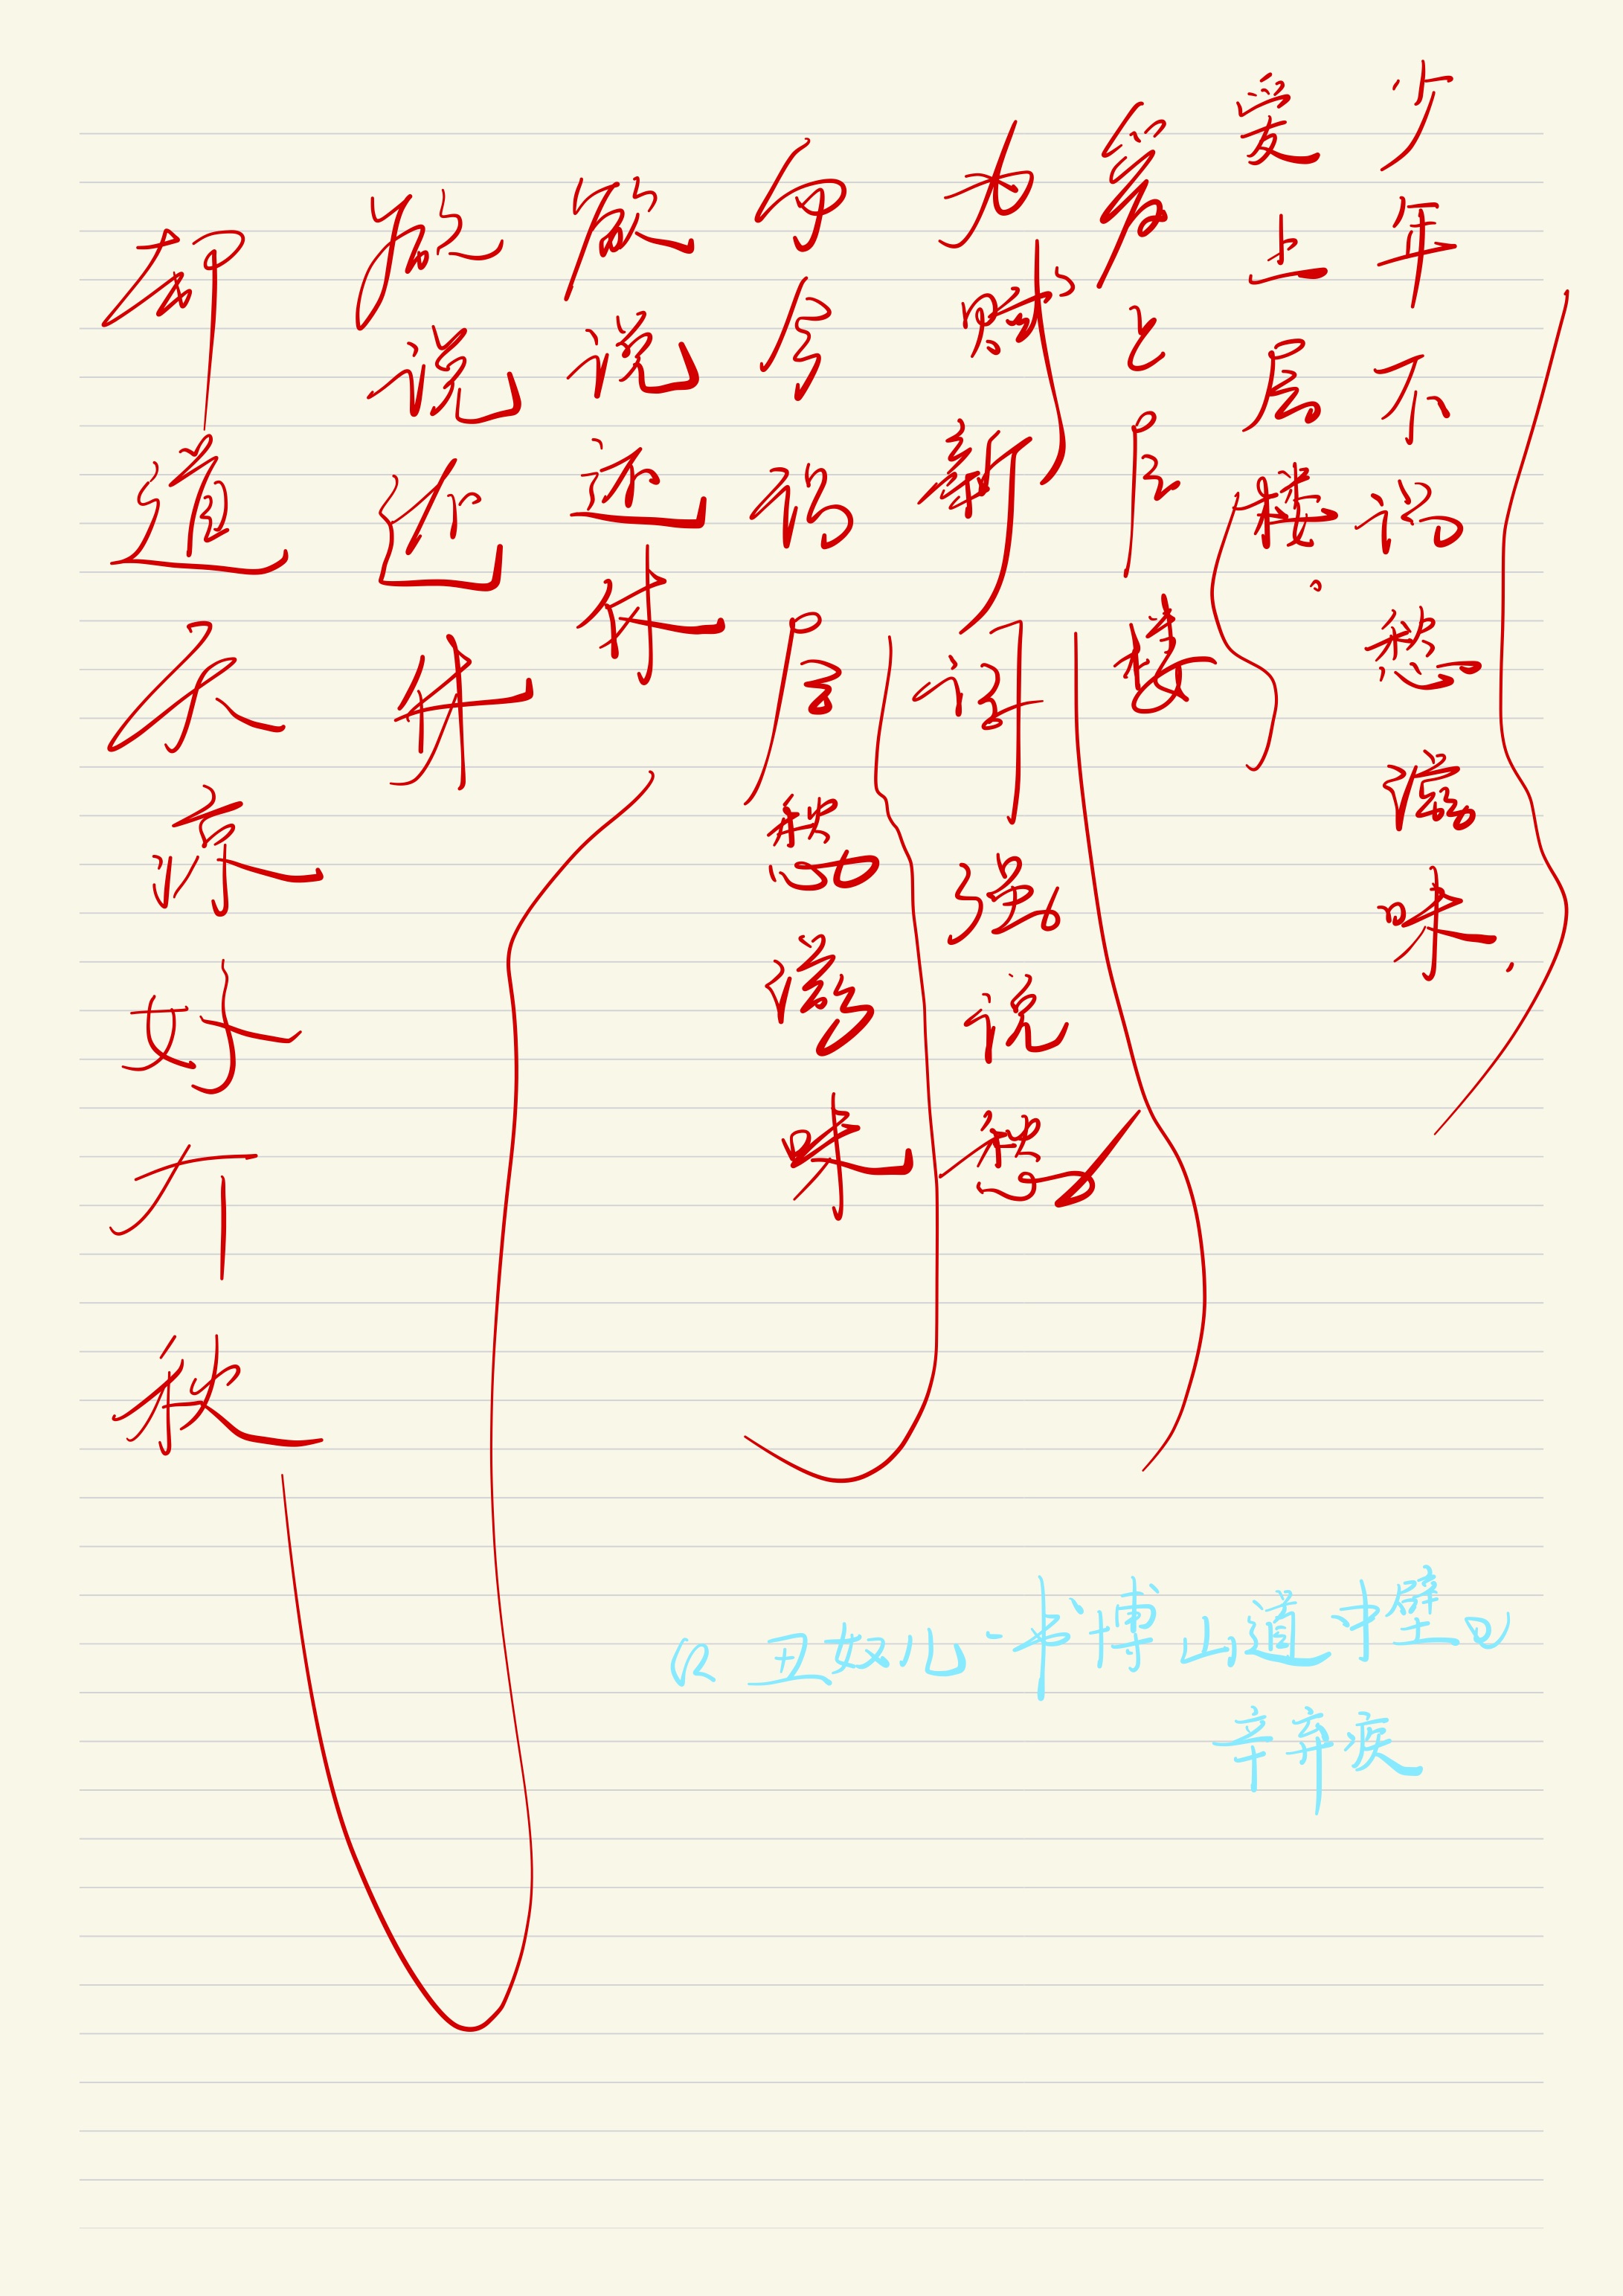 少年不识愁滋味,
爱上层楼。
爱上层楼
为赋新词强说愁
而今识尽愁滋味
欲说还休
欲说还休
却道天凉好个秋
《丑奴儿·书博山道中壁》
辛弃疾